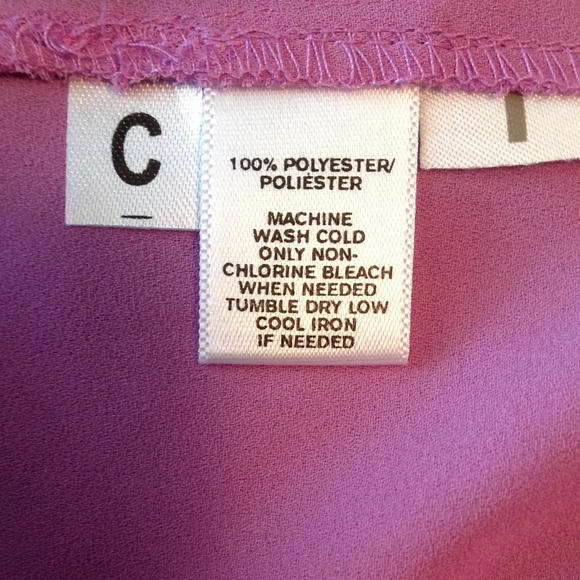 C
100% POLYESTER/
POLIÉSTER
MACHINE
WASH COLD
ONLY NON-
CHLORINE BLEACH
WHEN NEEDED
TUMBLE DRY LOW
COOL IRON
IF NEEDED